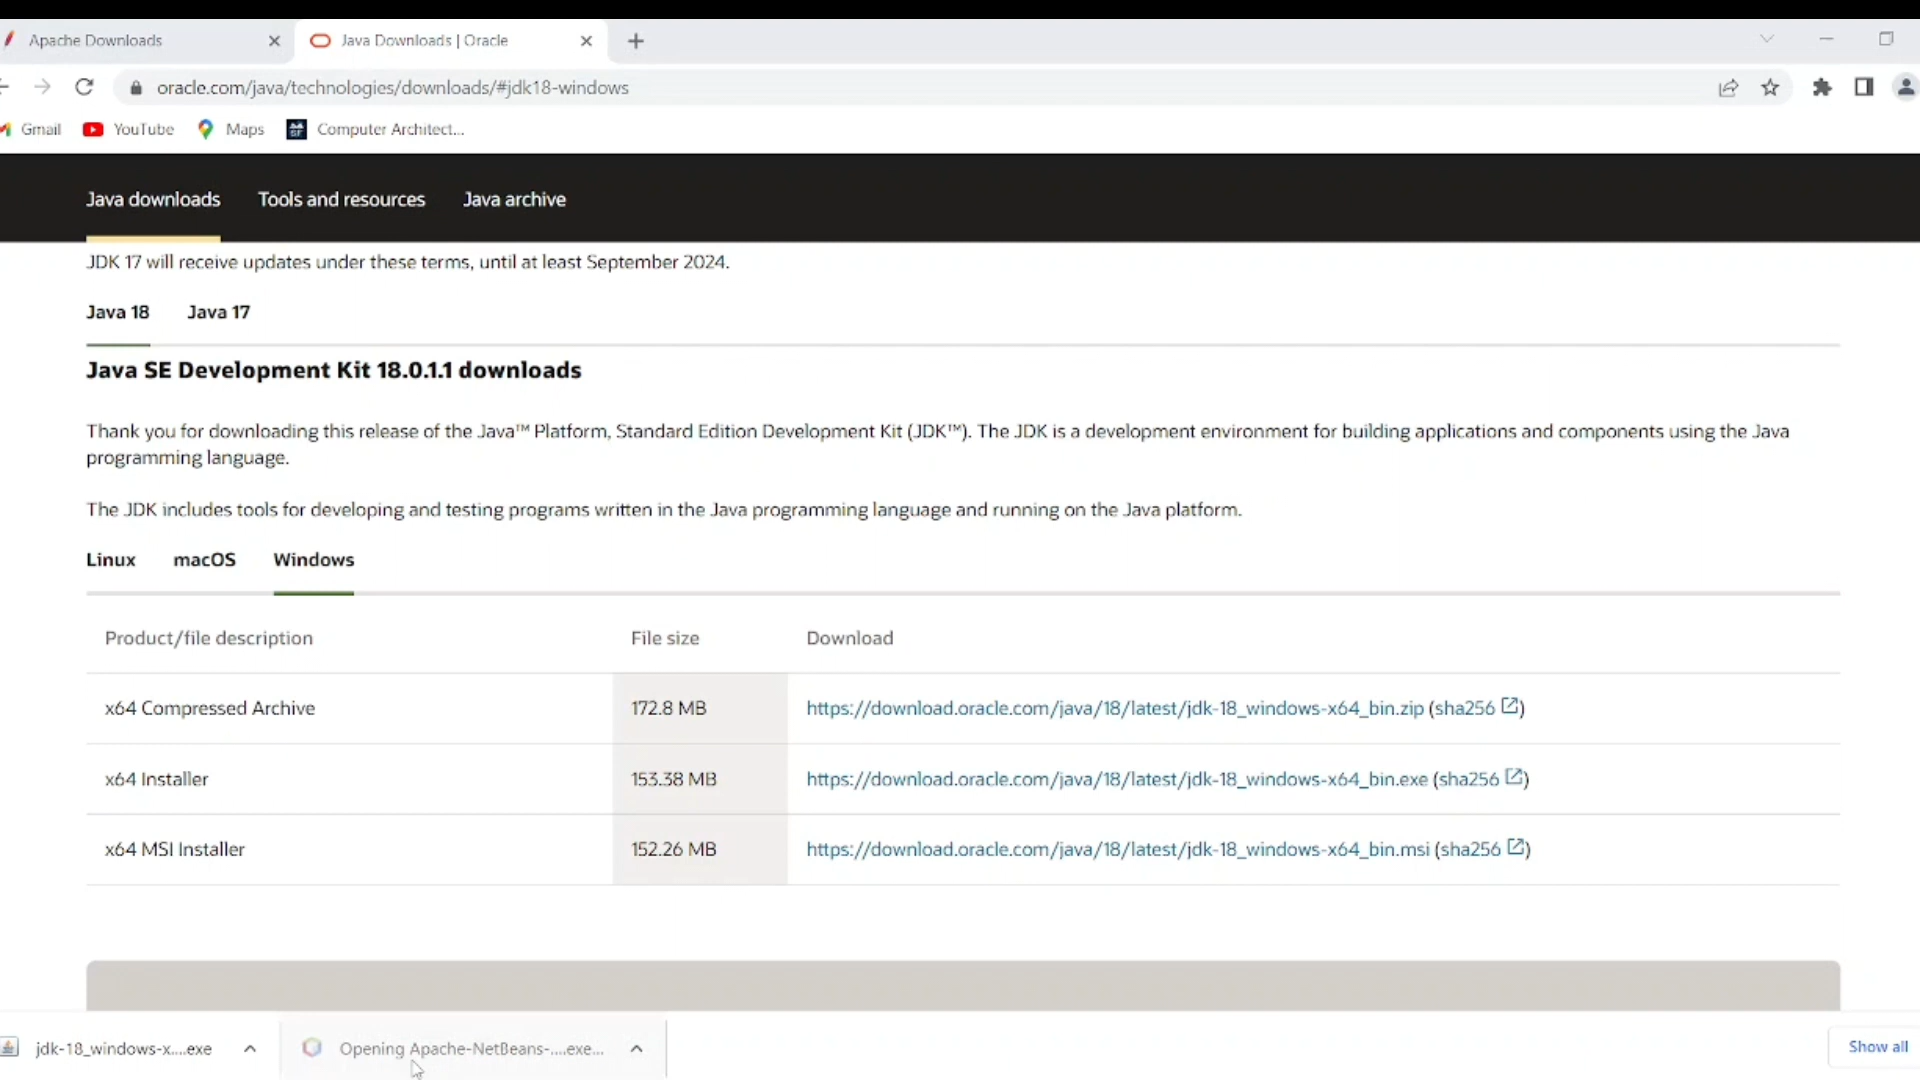 Apache Downloads
Java Downloads | Oracle
oracle.com/java/technologies/downloads/#jdk18-windows
Gmail
YouTube
Maps
SF
Computer Architect...
Java downloads
Tools and resources
Java archive
JDK 17 will receive updates under these terms, until at least September 2024.
Java 18
Java 17
Java SE Development Kit 18.0.1.1 downloads
Thank you for downloading this release of the Java™ Platform, Standard Edition Development Kit (JDK™). The JDK is a development environment for building applications and components using the Java
programming language.
The JDK includes tools for developing and testing programs written in the Java programming language and running on the Java platform.
Linux
macOS
Windows
Product/file description
File size
Download
x64 Compressed Archive
172.8 MB
https://download.oracle.com/java/18/latest/jdk-18_windows-x64_bin.zip (sha256)
x64 Installer
153.38 MB
https://download.oracle.com/java/18/latest/jdk-18_windows-x64_bin.exe (sha256)
x64 MSI Installer
152.26 MB
https://download.oracle.com/java/18/latest/jdk-18_windows-x64_bin.msi (sha256)
jdk-18_windows-x....exe
Opening Apache-NetBeans-....exe...
Show all